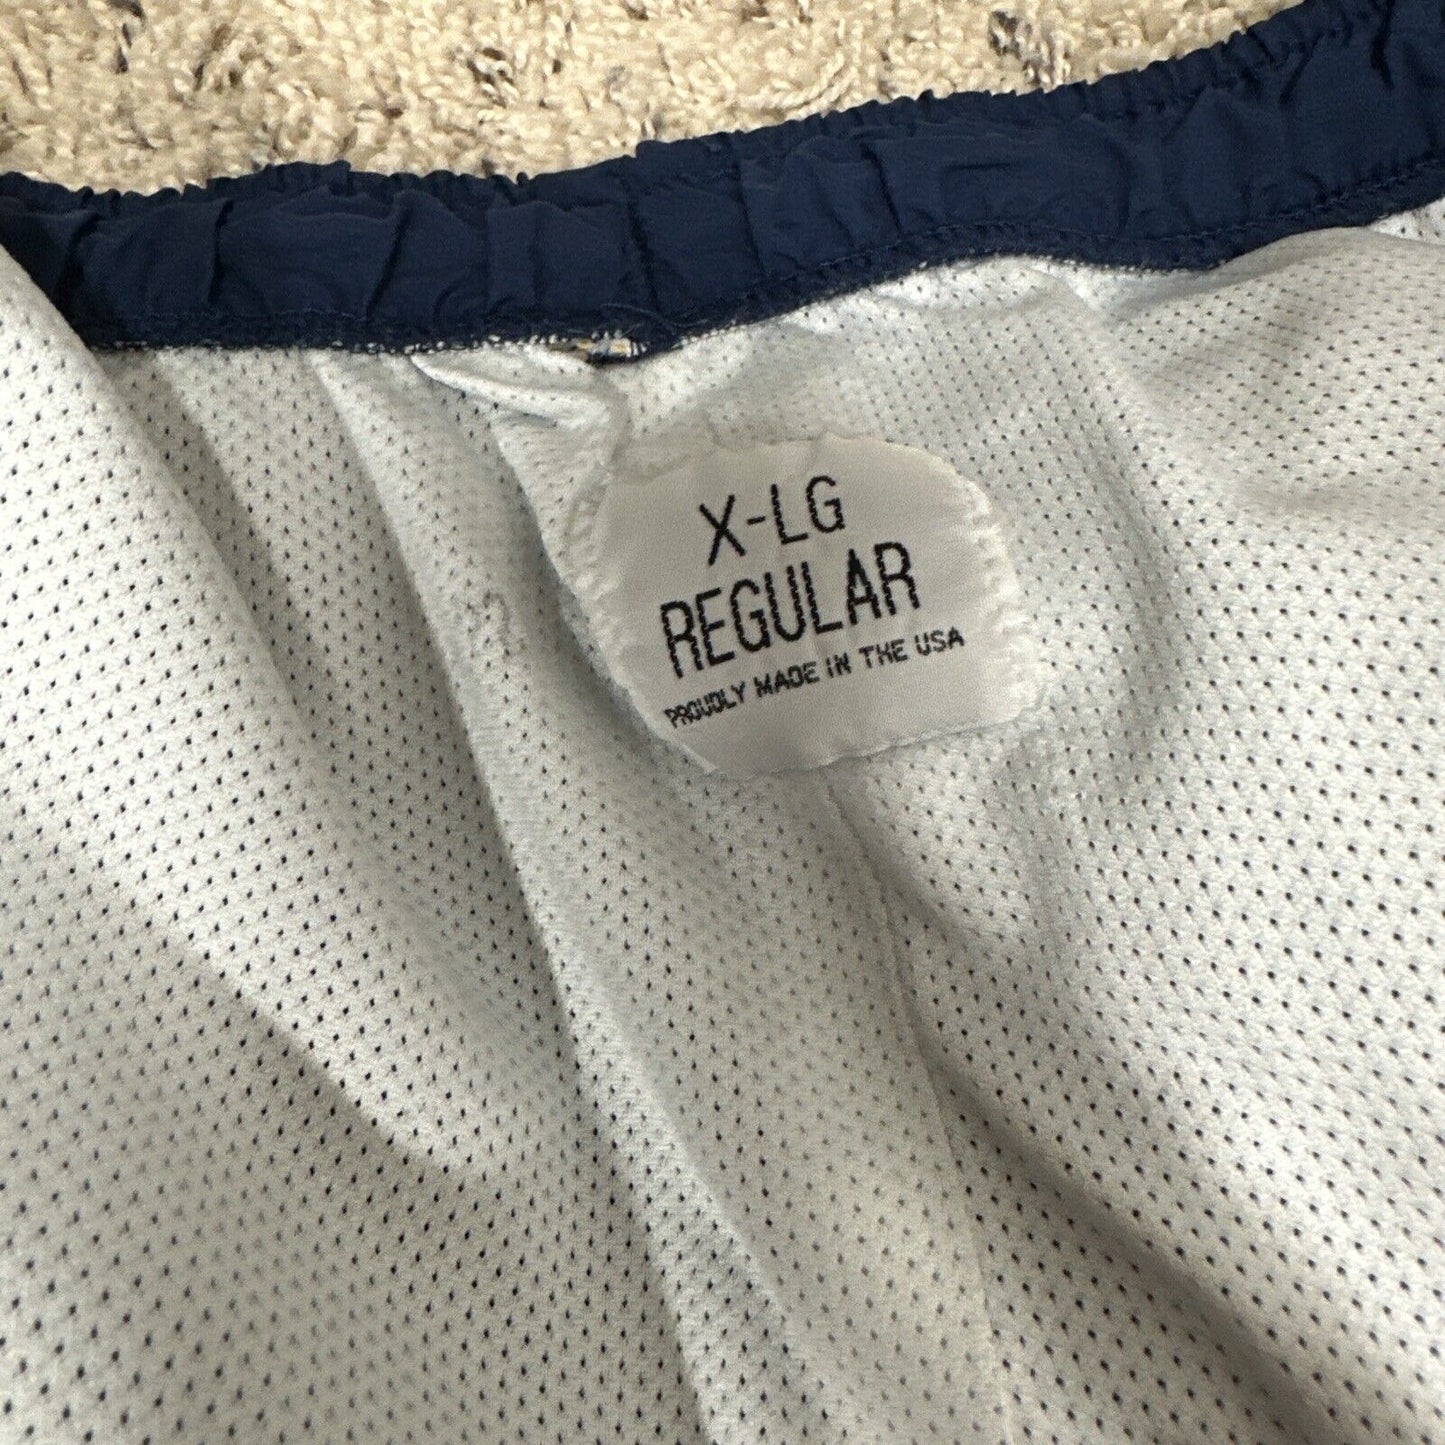 X-LG
REGULAR
PROUDLY MADE IN THE USA